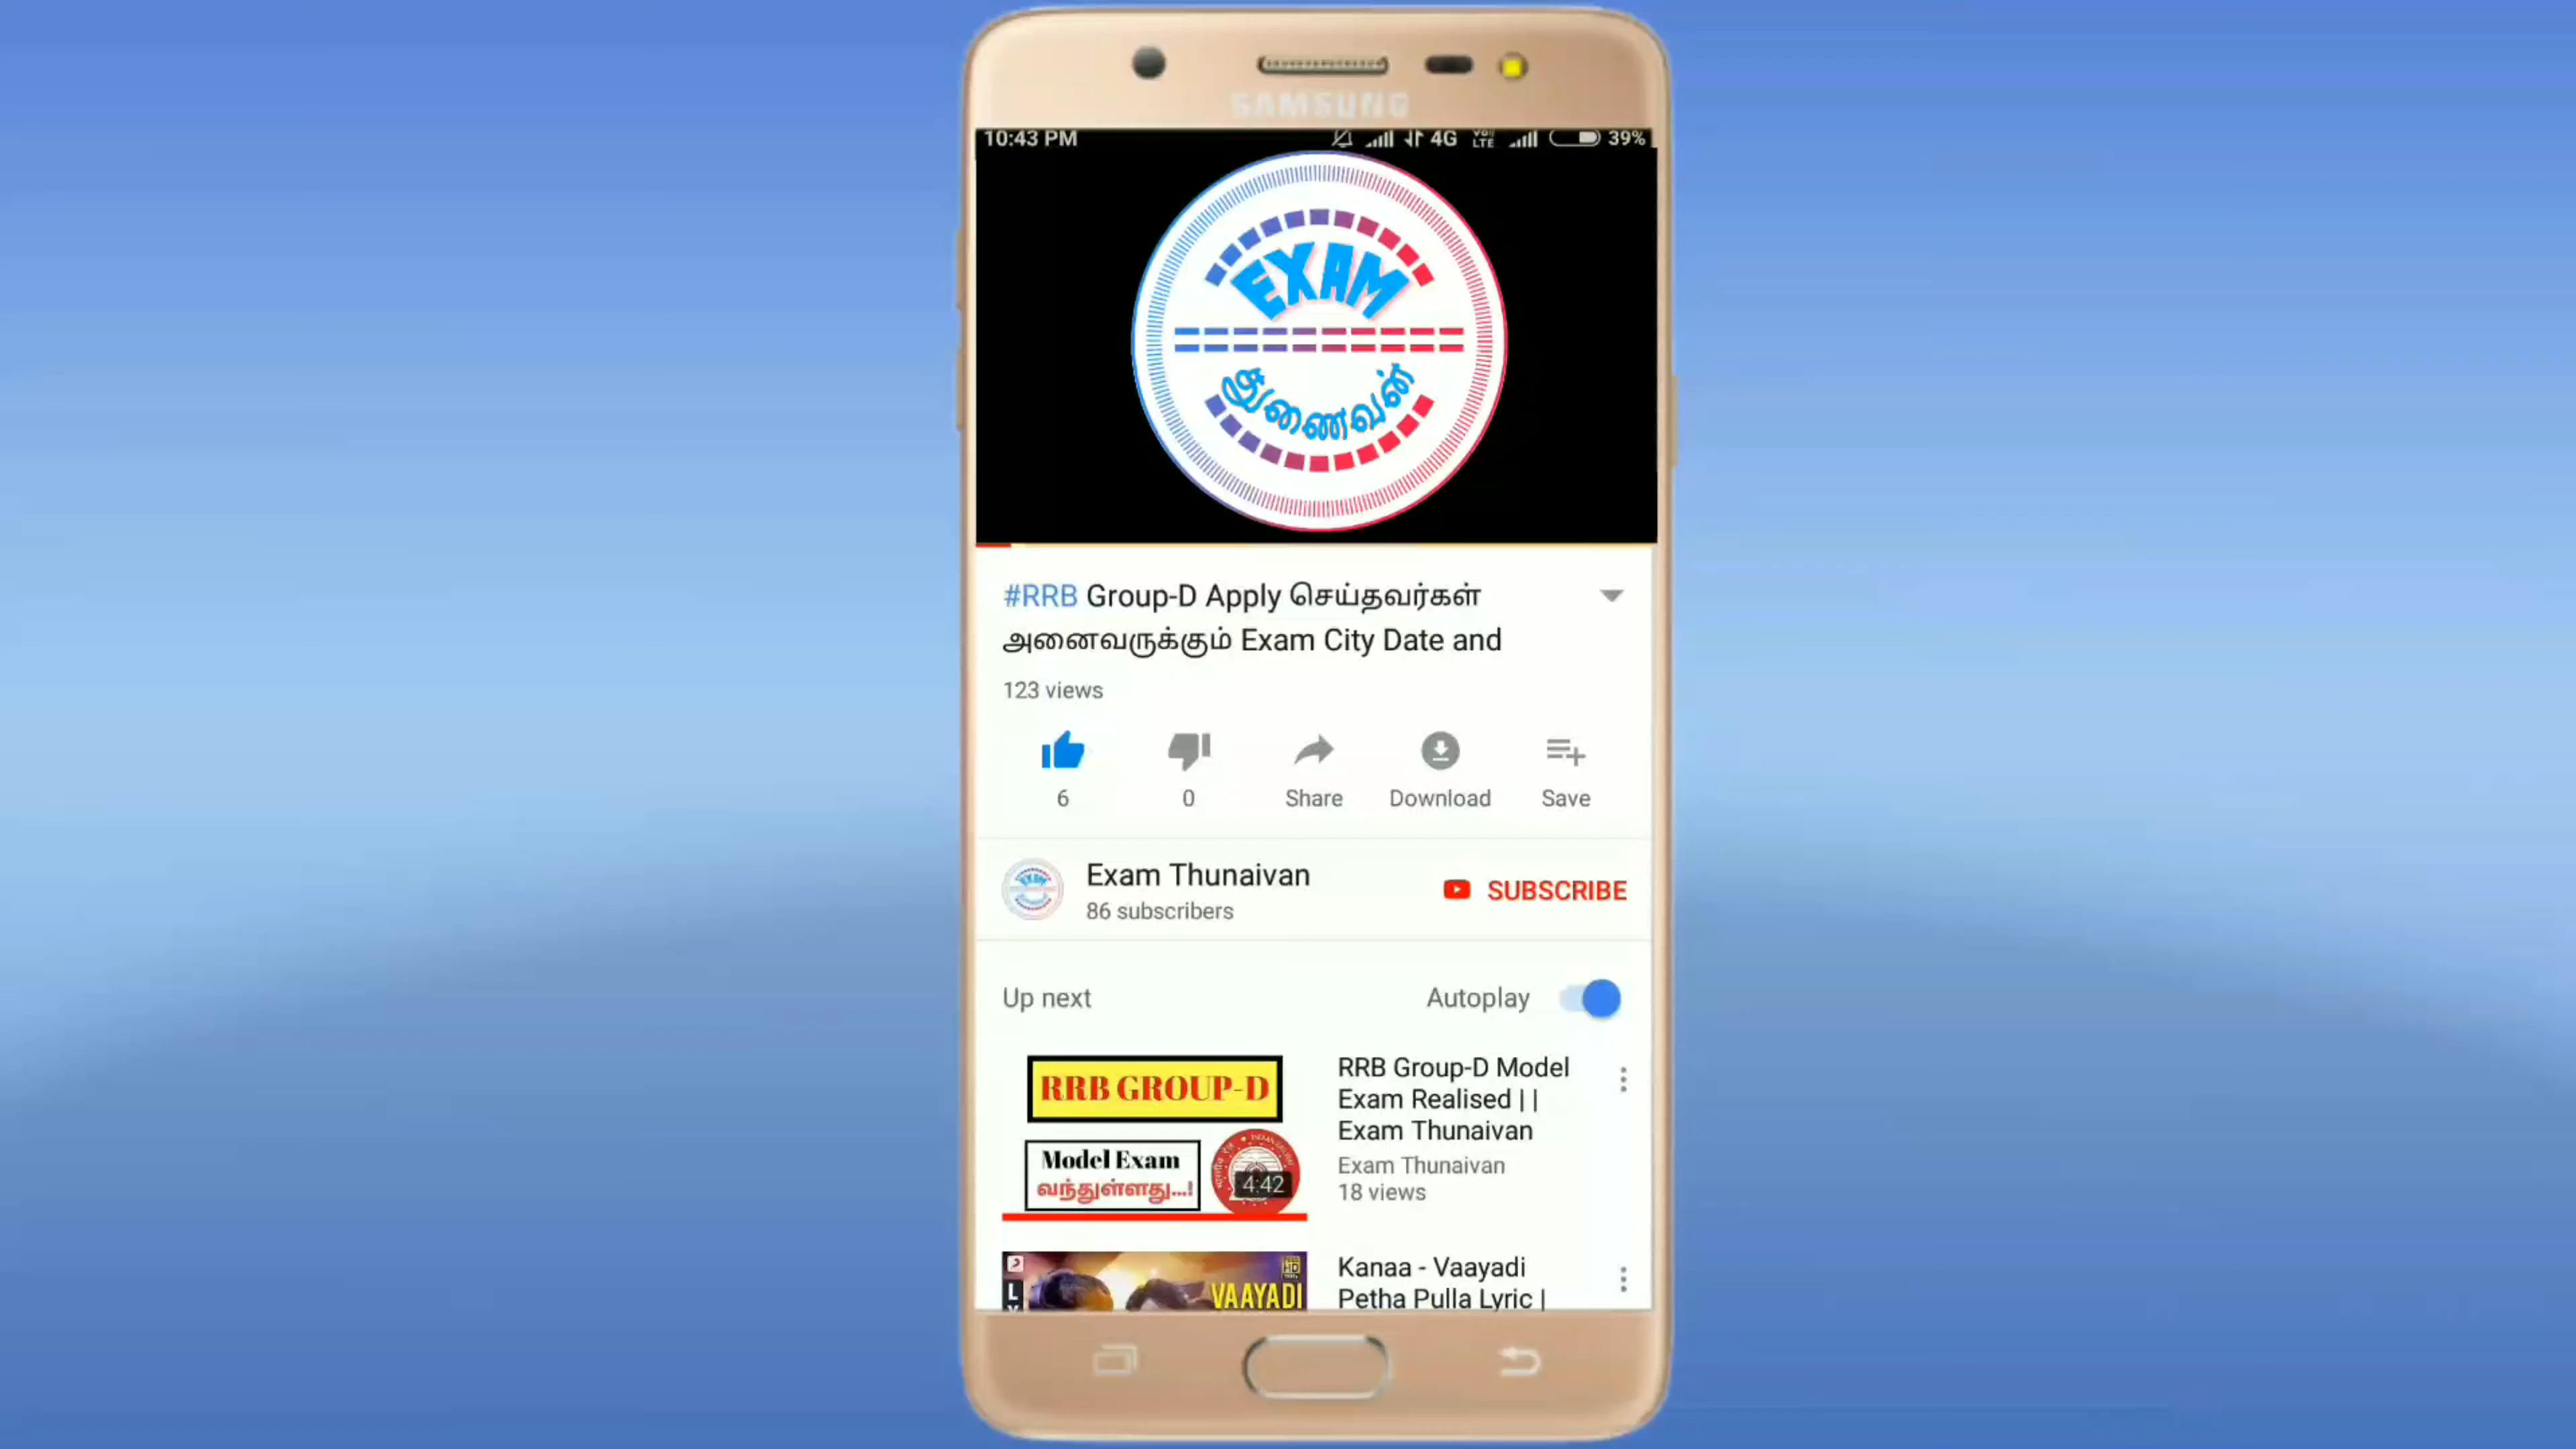 SAMSUNG
10:43 PM
4G
VoLTE
39%
EXAM
துணைவன்
#RRB Group-D Apply செய்தவர்கள்
அனைவருக்கும் Exam City Date and
123 views
6
0
Share
Download
Save
Exam Thunaivan
86 subscribers
SUBSCRIBE
Up next
Autoplay
RRB GROUP-D
Model Exam
வந்துள்ளது...!
4:42
RRB Group-D Model
Exam Realised ||
Exam Thunaivan
Exam Thunaivan
18 views
VAAYADI
HD
Kanaa - Vaayadi
Petha Pulla Lyric |